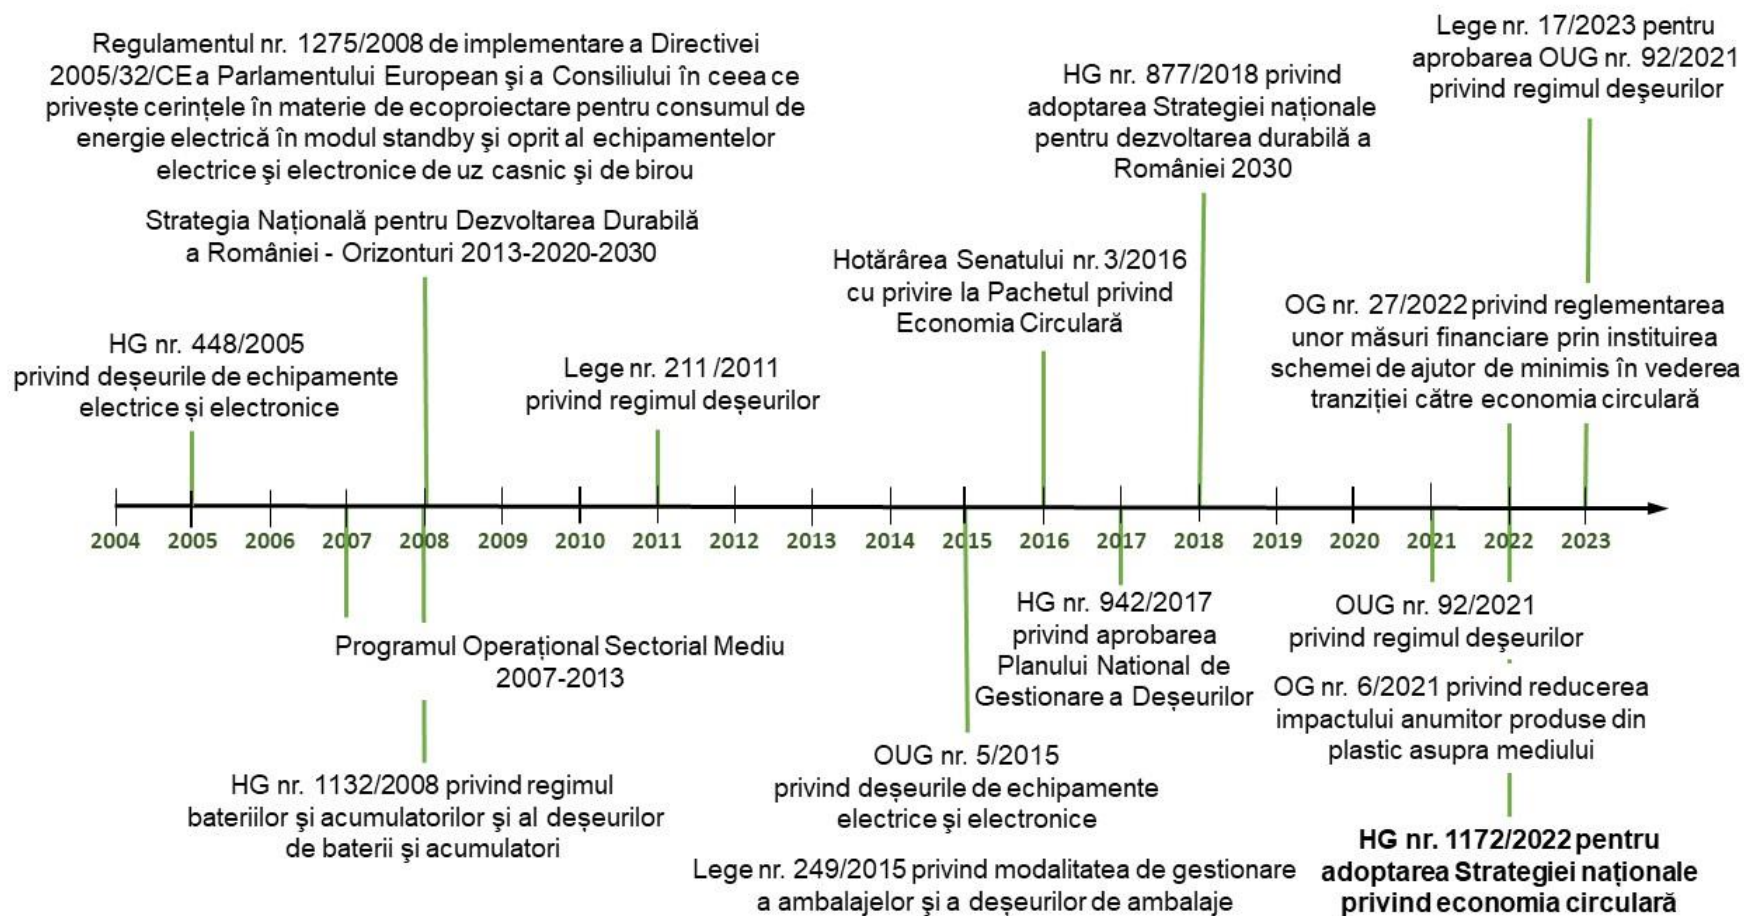 Regulamentul nr. 1275/2008 de implementare a Directivei
2005/32/CE a Parlamentului European şi a Consiliului în ceea ce
privește cerințele în materie de ecoproiectare pentru consumul de
energie electrică în modul standby şi oprit al echipamentelor
electrice şi electronice de uz casnic şi de birou
Strategia Națională pentru Dezvoltarea Durabilă
a României - Orizonturi 2013-2020-2030
HG nr. 448/2005
privind deșeurile de echipamente
electrice și electronice
Lege nr. 211 /2011
privind regimul deșeurilor
Hotărârea Senatului nr. 3/2016
cu privire la Pachetul privind
Economia Circulară
HG nr. 877/2018 privind
adoptarea Strategiei naționale
pentru dezvoltarea durabilă a
României 2030
Lege nr. 17/2023 pentru
aprobarea OUG nr. 92/2021
privind regimul deşeurilor
OG nr. 27/2022 privind reglementarea
unor măsuri financiare prin instituirea
schemei de ajutor de minimis în vederea
tranziției către economia circulară
2004 2005 2006 2007 2008 2009 2010 2011 2012 2013 2014 2015 2016 2017 2018 2019 2020 2021 2022 2023
Programul Operațional Sectorial Mediu
2007-2013
HG nr. 1132/2008 privind regimul
bateriilor şi acumulatorilor şi al deșeurilor
de baterii şi acumulatori
OUG nr. 5/2015
privind deșeurile de echipamente
electrice și electronice
Lege nr. 249/2015 privind modalitatea de gestionare
a ambalajelor şi a deșeurilor de ambalaje
HG nr. 942/2017
privind aprobarea
Planului National de
Gestionare a Deșeurilor
OUG nr. 92/2021
privind regimul deşeurilor
OG nr. 6/2021 privind reducerea
impactului anumitor produse din
plastic asupra mediului
HG nr. 1172/2022 pentru
adoptarea Strategiei naționale
privind economia circulară